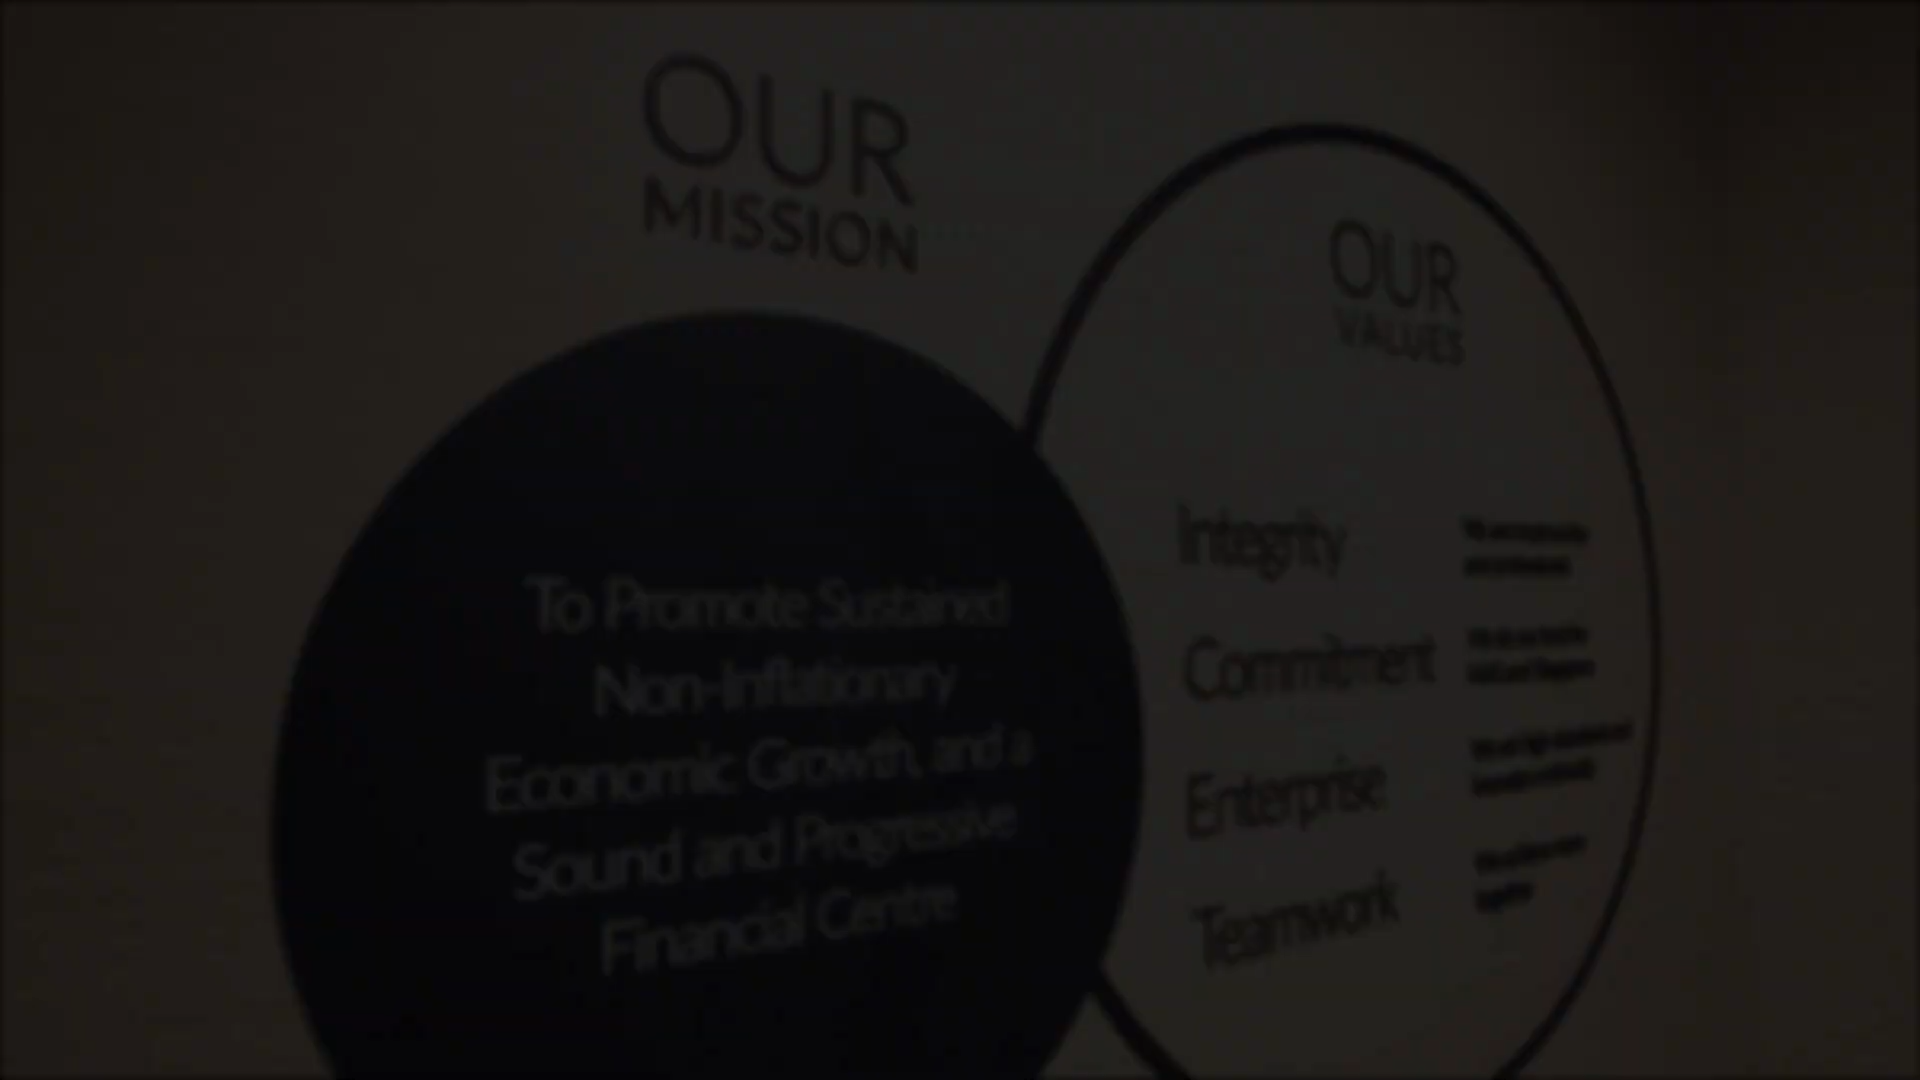 OUR
MISSION
To Promote Sustained
Non-Inflationary
Economic Growth, and a
Sound and Progressive
Financial Centre
OUR
VALUES
Integrity
Commitment
Enterprise
Teamwork